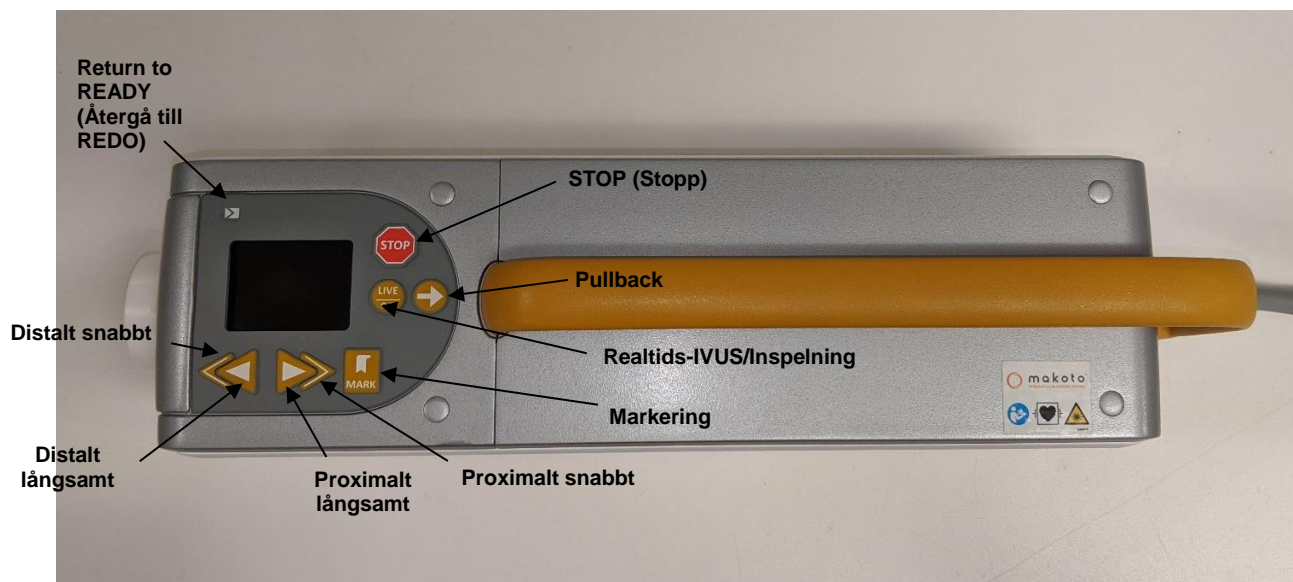 Return to
READY
(Återgå till
REDO)
STOP (Stopp)
STOP
Pullback
LIVE
Distalt snabbt
Realtids-IVUS/Inspelning
MARK
makoto
Markering
Distalt
långsamt
Proximalt
långsamt
Proximalt snabbt